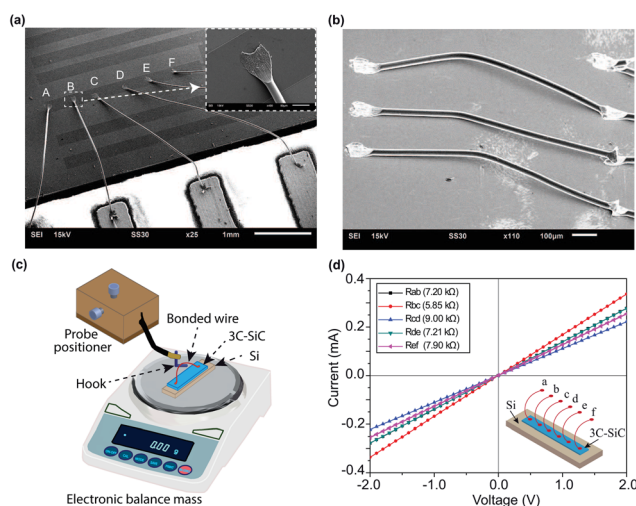 (a)
A
B
C
D
E
F
SEI 15kV SS30 x25 1mm
(b)
SEI 15kV SS30 x110 100μm
(c)
Probe
positioner
Bonded wire
3C-SiC
Si
Hook
0.00 g
Electronic balance mass
(d)
Rab (7.20 kΩ)
Rbc (5.85 kΩ)
Rcd (9.00 kΩ)
Rde (7.21 kΩ)
Ref (7.90 kΩ)
0.4
0.2
0.0
-0.2
-0.4
Current (mA)
a
b
c
d
e
f
Si
3C-SiC
-2.0 -1.0 0.0 1.0 2.0
Voltage (V)